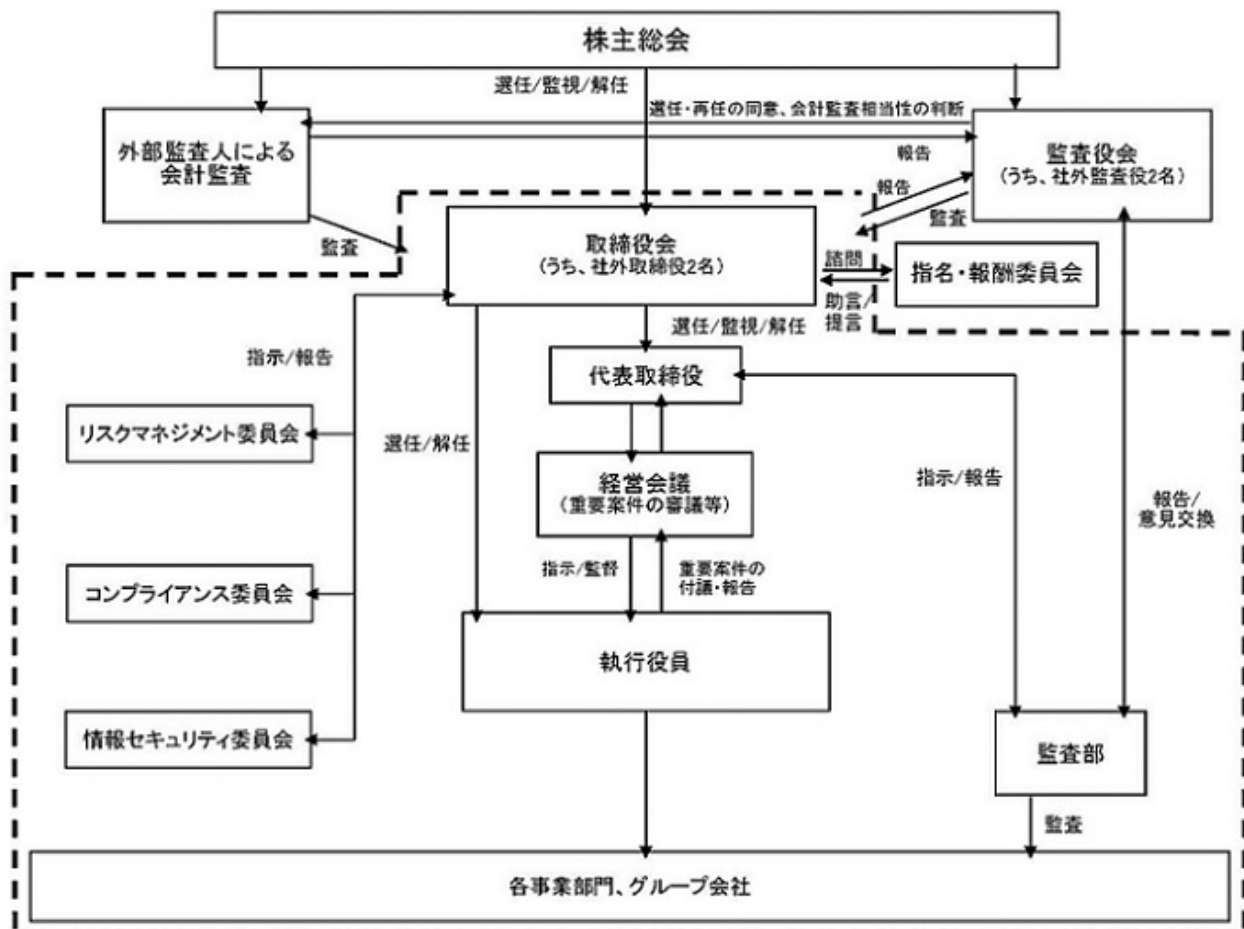 株主総会
選任/監視/解任
選任・再任の同意、会計監査相当性の判断
外部監査人による
会計監査
報告
監査役会
(うち、社外監査役2名)
報告
監査
監査
取締役会
(うち、社外取締役2名)
諮問
助言/
提言
指名・報酬委員会
選任/監視/解任
指示/報告
代表取締役
リスクマネジメント委員会
選任/解任
経営会議
(重要案件の審議等)
指示/報告
報告/
意見交換
指示/監督
重要案件の
付議・報告
コンプライアンス委員会
執行役員
情報セキュリティ委員会
監査部
監査
各事業部門、グループ会社